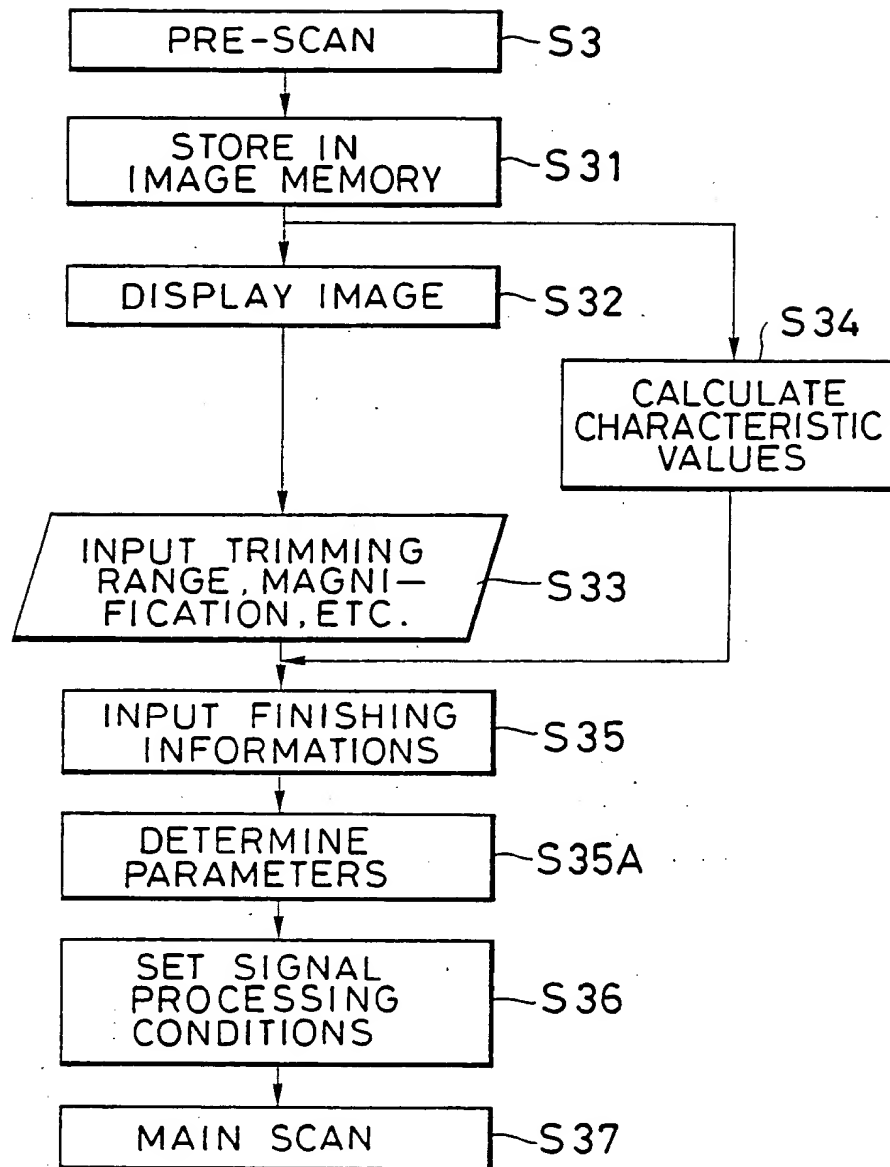 PRE-SCAN
S3
STORE IN
IMAGE MEMORY
S31
DISPLAY IMAGE
S32
S34
CALCULATE
CHARACTERISTIC
VALUES
INPUT TRIMMING
RANGE, MAGNI-
FICATION, ETC.
S33
INPUT FINISHING
INFORMATIONS
S35
DETERMINE
PARAMETERS
S35A
SET SIGNAL
PROCESSING
CONDITIONS
S36
MAIN SCAN
S37